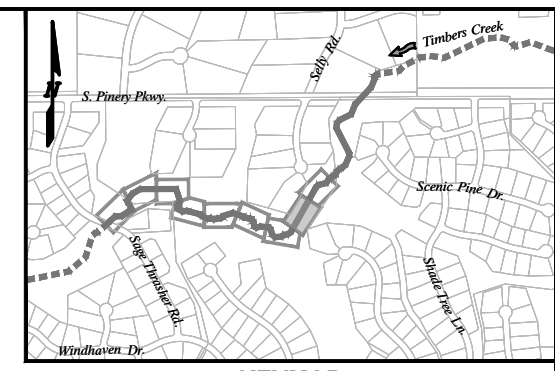 Timbers Creek
Selly Rd.
N
S. Pinery Pkwy.
Scenic Pine Dr.
Sage Thrasher Rd.
Shade Tree Ln.
Windhaven Dr.